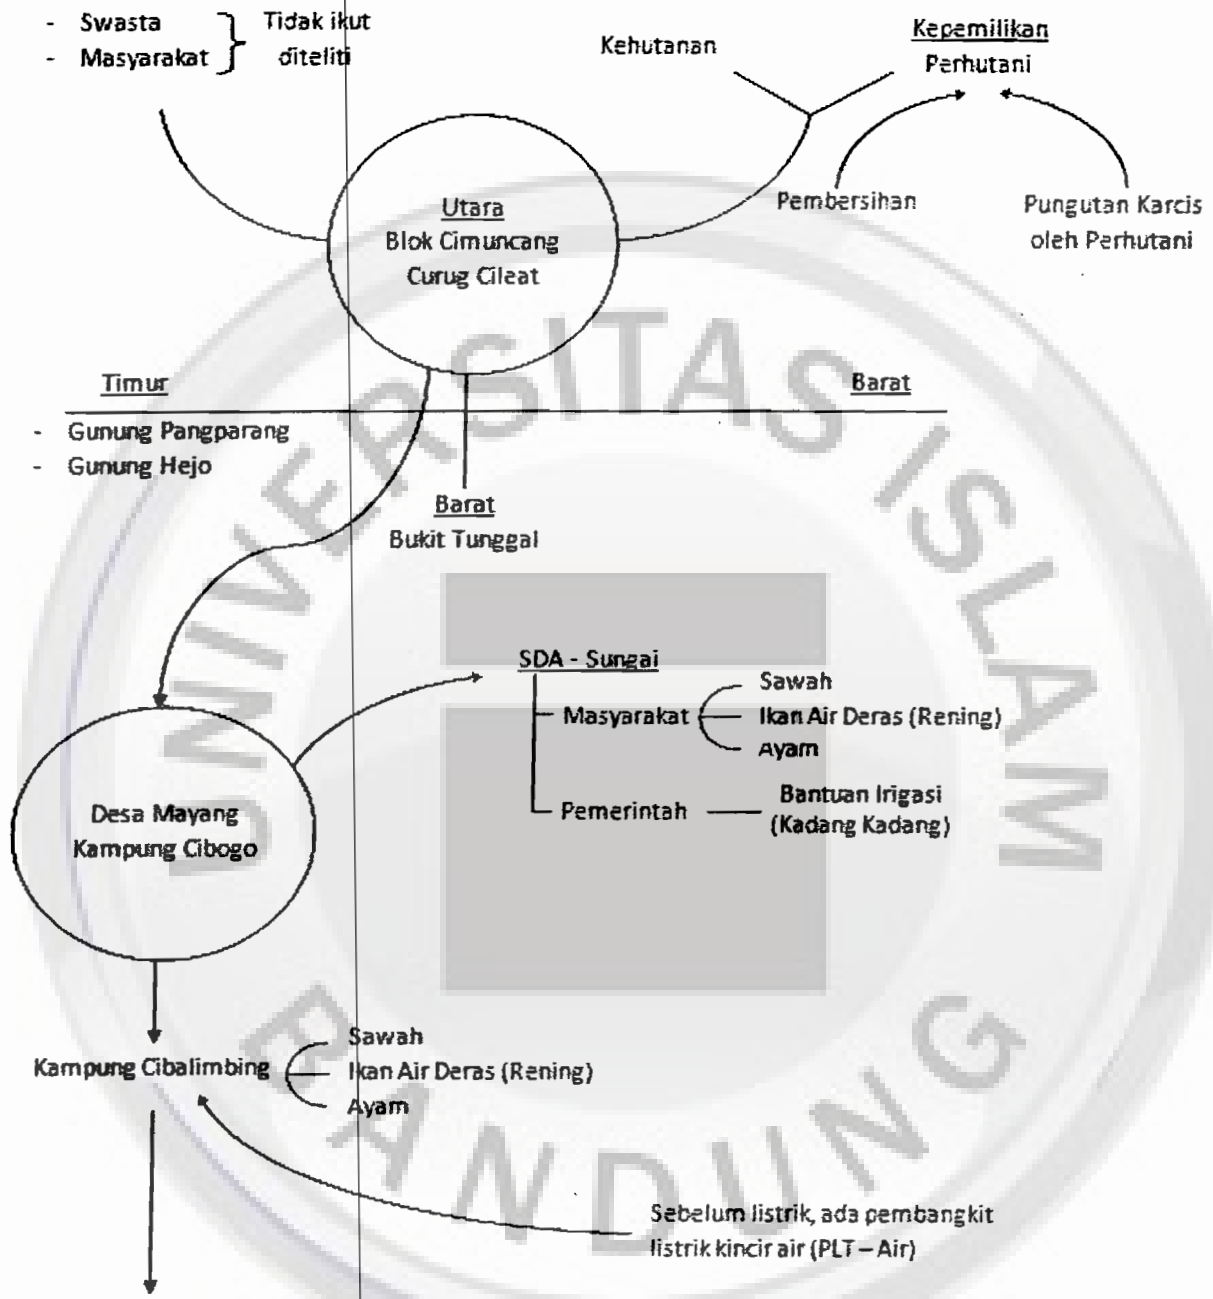 - Swasta
- Masyarakat
Tidak ikut
diteliti
Kehutanan
Kepemilikan
Perhutani
Pembersihan
Pungutan Karcis
oleh Perhutani
Utara
Blok Cimuncang
Curug Cileat
Timur
Barat
- Gunung Pangparang
- Gunung Hejo
Barat
Bukit Tunggal
SDA - Sungai
Masyarakat
Sawah
Ikan Air Deras (Rening)
Ayam
Pemerintah
Bantuan Irigasi
(Kadang Kadang)
Desa Mayang
Kampung Cibogo
Kampung Cibalimbing
Sawah
Ikan Air Deras (Rening)
Ayam
Sebelum listrik, ada pembangkit
listrik kincir air (PLT – Air)
UNIVERSITAS ISLAM
BANDUNG